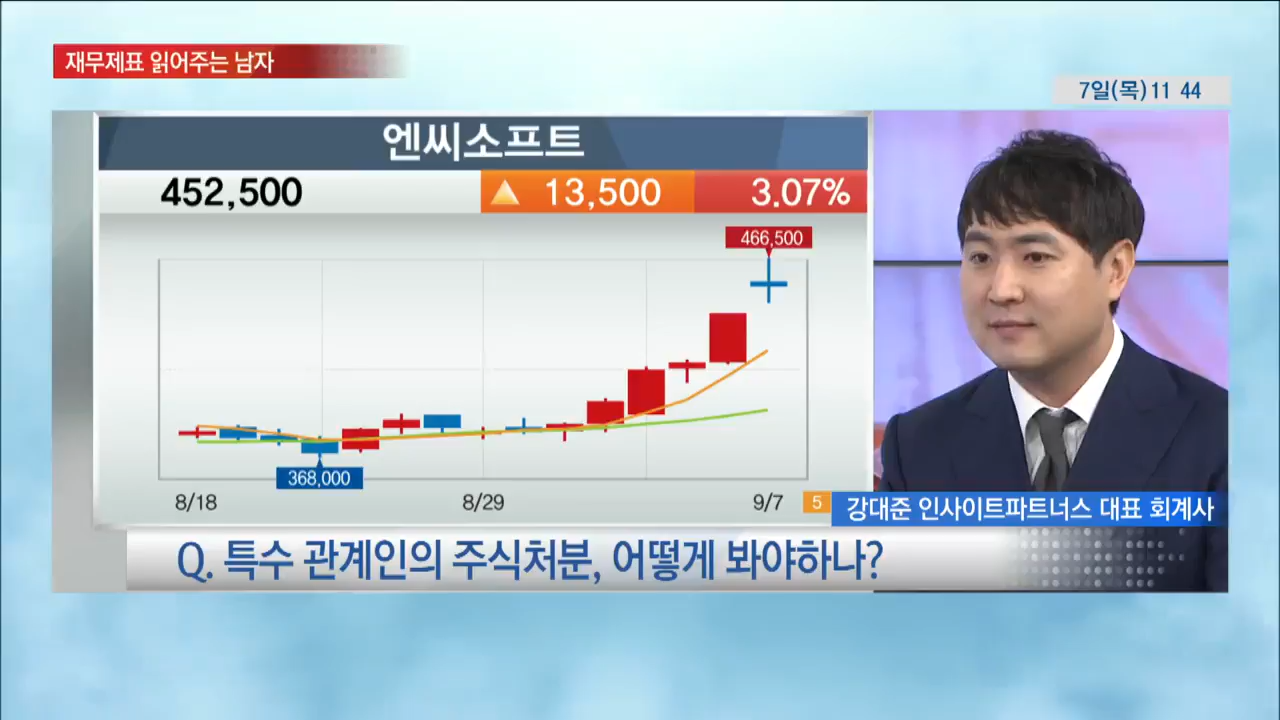 재무제표 읽어주는 남자
7일(목) 11 44
엔씨소프트
452,500 ▲ 13,500 3.07%
466,500
368,000
8/18 8/29 9/7
5 강대준 인사이트파트너스 대표 회계사
Q. 특수 관계인의 주식처분, 어떻게 봐야하나?